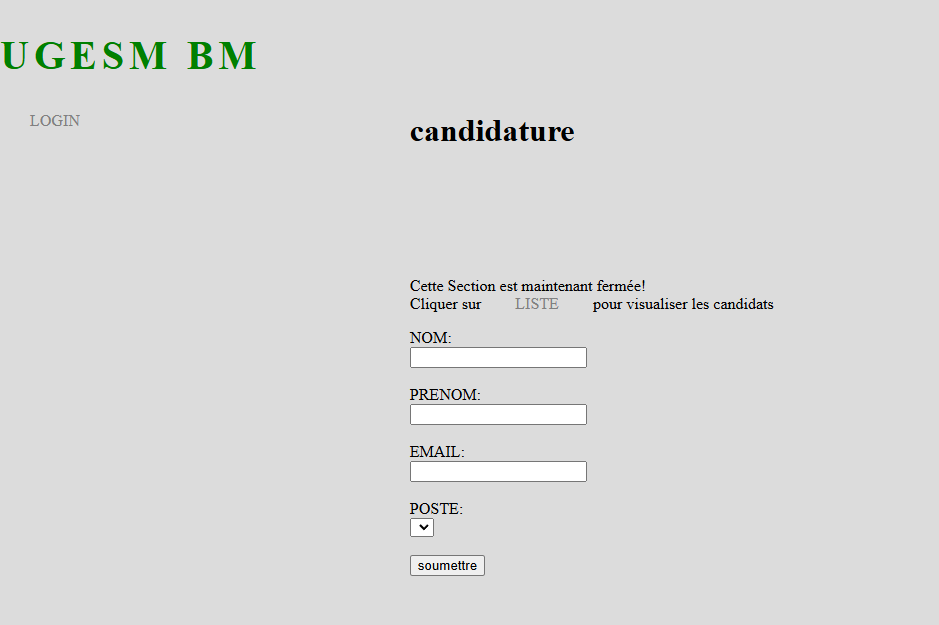 UGESM BM
LOGIN
candidature
Cette Section est maintenant fermée!
Cliquer sur LISTE pour visualiser les candidats
NOM:
PRENOM:
EMAIL:
POSTE:
soumettre